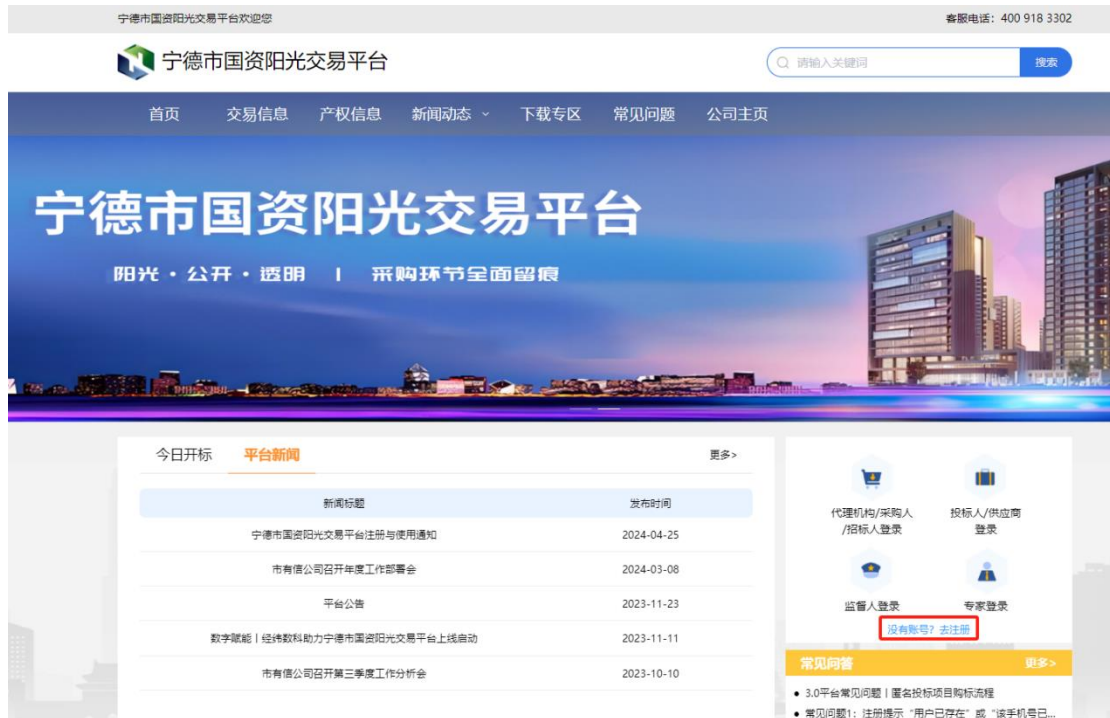 宁德市国资阳光交易平台欢迎您
客服电话：400 918 3302
宁德市国资阳光交易平台
请输入关键词
搜索
首页 交易信息 产权信息 新闻动态 下载专区 常见问题 公司主页
宁德市国资阳光交易平台
阳光·公开·透明 | 采购环节全面留痕
今日开标 平台新闻 更多>
新闻标题 发布时间
宁德市国资阳光交易平台注册与使用通知 2024-04-25
市有信公司召开年度工作部署会 2024-03-08
平台公告 2023-11-23
数字赋能丨经纬数科助力宁德市国资阳光交易平台上线启动 2023-11-11
市有信公司召开第三季度工作分析会 2023-10-10
代理机构/采购人
/招标人登录
投标人/供应商
登录
监督人登录
专家登录
没有账号？去注册
常见问答 更多>
3.0平台常见问题丨匿名投标项目购标流程
常见问题1：注册提示“用户已存在”或“该手机号已...